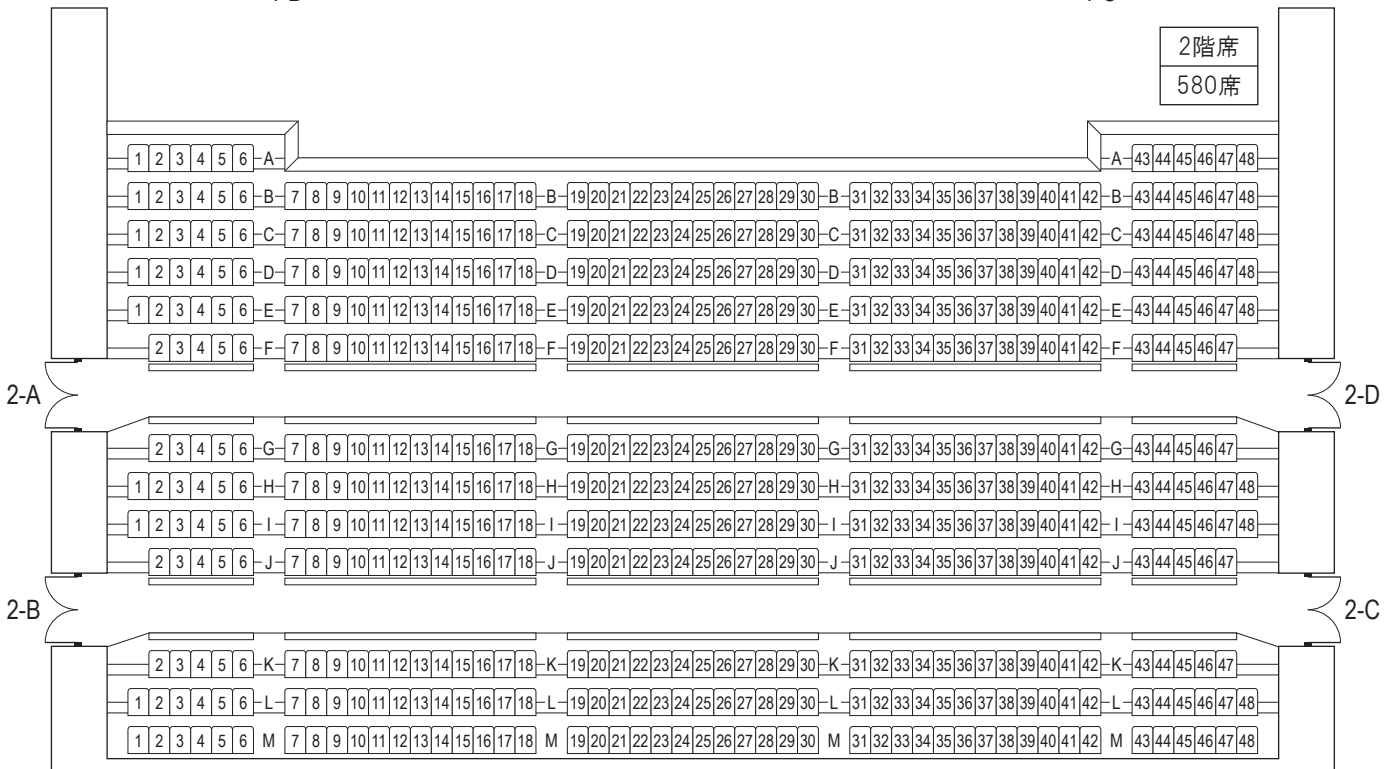 2階席
580席
1 2 3 4 5 6 A A 43 44 45 46 47 48
1 2 3 4 5 6 B 7 8 9 10 11 12 13 14 15 16 17 18 B 19 20 21 22 23 24 25 26 27 28 29 30 B 31 32 33 34 35 36 37 38 39 40 41 42 B 43 44 45 46 47 48
1 2 3 4 5 6 C 7 8 9 10 11 12 13 14 15 16 17 18 C 19 20 21 22 23 24 25 26 27 28 29 30 C 31 32 33 34 35 36 37 38 39 40 41 42 C 43 44 45 46 47 48
1 2 3 4 5 6 D 7 8 9 10 11 12 13 14 15 16 17 18 D 19 20 21 22 23 24 25 26 27 28 29 30 D 31 32 33 34 35 36 37 38 39 40 41 42 D 43 44 45 46 47 48
1 2 3 4 5 6 E 7 8 9 10 11 12 13 14 15 16 17 18 E 19 20 21 22 23 24 25 26 27 28 29 30 E 31 32 33 34 35 36 37 38 39 40 41 42 E 43 44 45 46 47 48
2 3 4 5 6 F 7 8 9 10 11 12 13 14 15 16 17 18 F 19 20 21 22 23 24 25 26 27 28 29 30 F 31 32 33 34 35 36 37 38 39 40 41 42 F 43 44 45 46 47
2-A 2-D
2 3 4 5 6 G 7 8 9 10 11 12 13 14 15 16 17 18 G 19 20 21 22 23 24 25 26 27 28 29 30 G 31 32 33 34 35 36 37 38 39 40 41 42 G 43 44 45 46 47
1 2 3 4 5 6 H 7 8 9 10 11 12 13 14 15 16 17 18 H 19 20 21 22 23 24 25 26 27 28 29 30 H 31 32 33 34 35 36 37 38 39 40 41 42 H 43 44 45 46 47 48
1 2 3 4 5 6 I 7 8 9 10 11 12 13 14 15 16 17 18 I 19 20 21 22 23 24 25 26 27 28 29 30 I 31 32 33 34 35 36 37 38 39 40 41 42 I 43 44 45 46 47 48
2 3 4 5 6 J 7 8 9 10 11 12 13 14 15 16 17 18 J 19 20 21 22 23 24 25 26 27 28 29 30 J 31 32 33 34 35 36 37 38 39 40 41 42 J 43 44 45 46 47
2-B 2-C
2 3 4 5 6 K 7 8 9 10 11 12 13 14 15 16 17 18 K 19 20 21 22 23 24 25 26 27 28 29 30 K 31 32 33 34 35 36 37 38 39 40 41 42 K 43 44 45 46 47
1 2 3 4 5 6 L 7 8 9 10 11 12 13 14 15 16 17 18 L 19 20 21 22 23 24 25 26 27 28 29 30 L 31 32 33 34 35 36 37 38 39 40 41 42 L 43 44 45 46 47 48
1 2 3 4 5 6 M 7 8 9 10 11 12 13 14 15 16 17 18 M 19 20 21 22 23 24 25 26 27 28 29 30 M 31 32 33 34 35 36 37 38 39 40 41 42 M 43 44 45 46 47 48